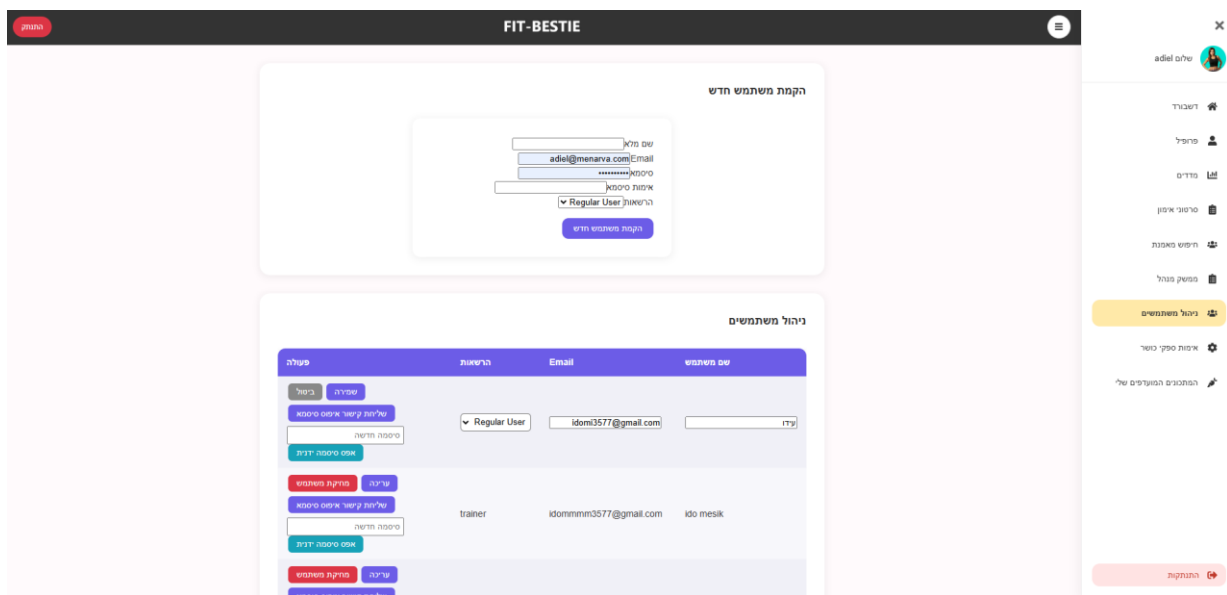 התנתק
FIT-BESTIE
שלום adiel
דשבורד
פרופיל
מדדים
סרטוני אימון
חיפוש מאמנת
ממשק מנהל
ניהול משתמשים
אימות ספקי כושר
המתכונים המועדפים שלי
התנתקות
הקמת משתמש חדש
שם מלא
Email adiel@menarva.com
סיסמא ••••••••••
אימות סיסמא
הרשאות Regular User
הקמת משתמש חדש
ניהול משתמשים
שם משתמש Email הרשאות פעולה
עידו idomi3577@gmail.com Regular User שמירה ביטול
שליחת קישור איפוס סיסמא
סיסמה חדשה
אפס סיסמה ידנית
ido mesik idommmm3577@gmail.com trainer עריכה מחיקת משתמש
שליחת קישור איפוס סיסמא
סיסמה חדשה
אפס סיסמה ידנית
עריכה מחיקת משתמש